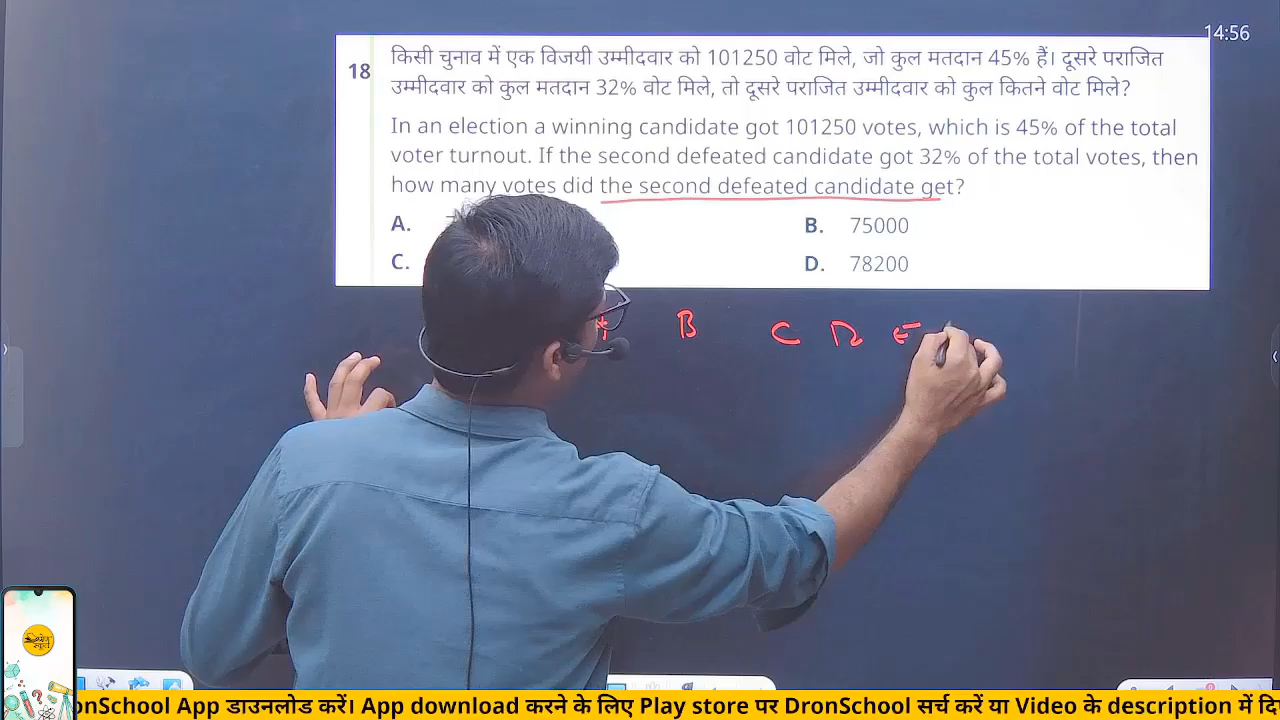 14:56
18
किसी चुनाव में एक विजयी उम्मीदवार को 101250 वोट मिले, जो कुल मतदान 45% हैं। दूसरे पराजित
उम्मीदवार को कुल मतदान 32% वोट मिले, तो दूसरे पराजित उम्मीदवार को कुल कितने वोट मिले?
In an election a winning candidate got 101250 votes, which is 45% of the total
voter turnout. If the second defeated candidate got 32% of the total votes, then
how many votes did the second defeated candidate get?
A.
B. 75000
C.
D. 78200
B C D E
onSchool App डाउनलोड करें। App download करने के लिए Play store पर DronSchool सर्च करें या Video के description में दि